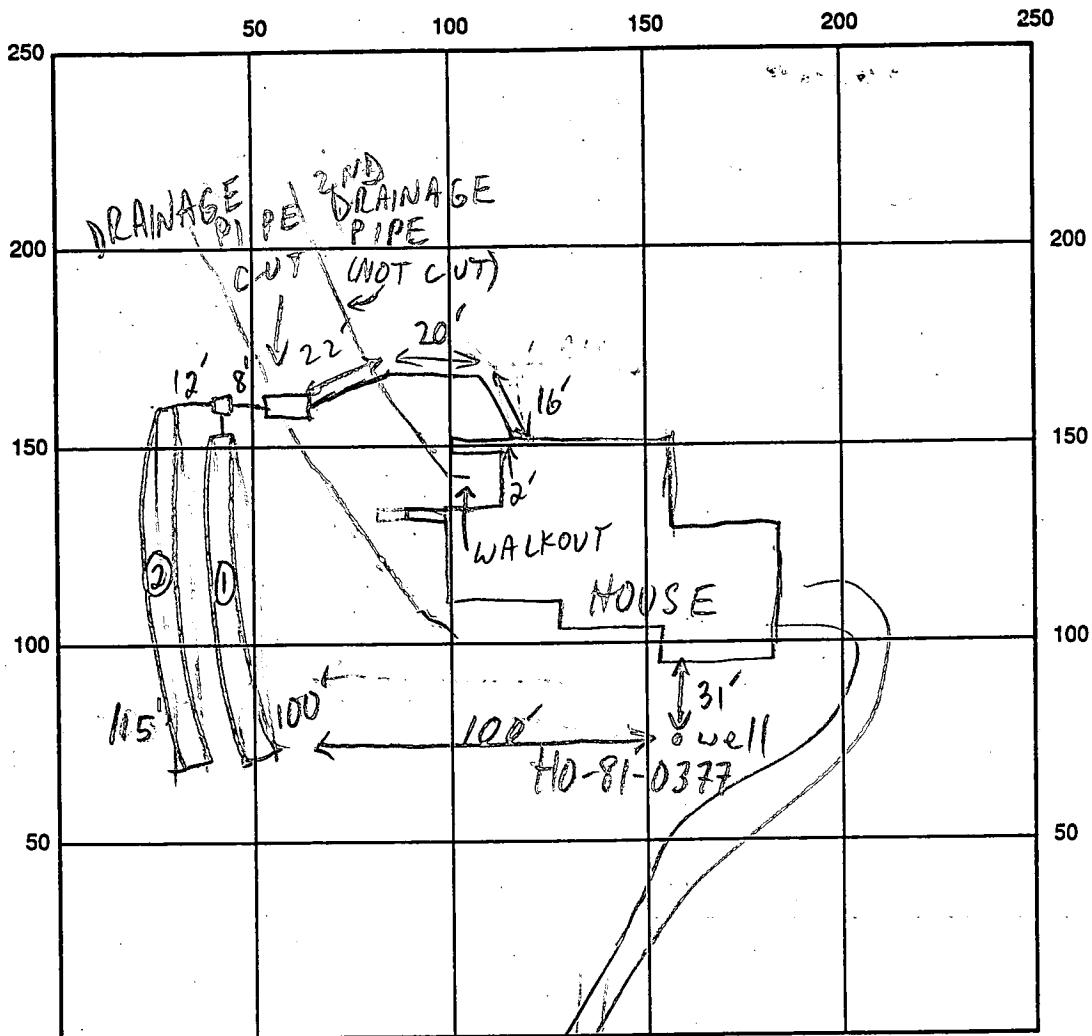 50 100 150 200 250
250
DRAINAGE
PIPE
CUT
2ND
DRAINAGE
PIPE
(NOT CUT)
200 200
22'
20'
12' 8'
16'
150 150
2'
WALKOUT
② ①
HOUSE
100 100
31'
115' 100'
100'
well
HO-81-0377
50 50